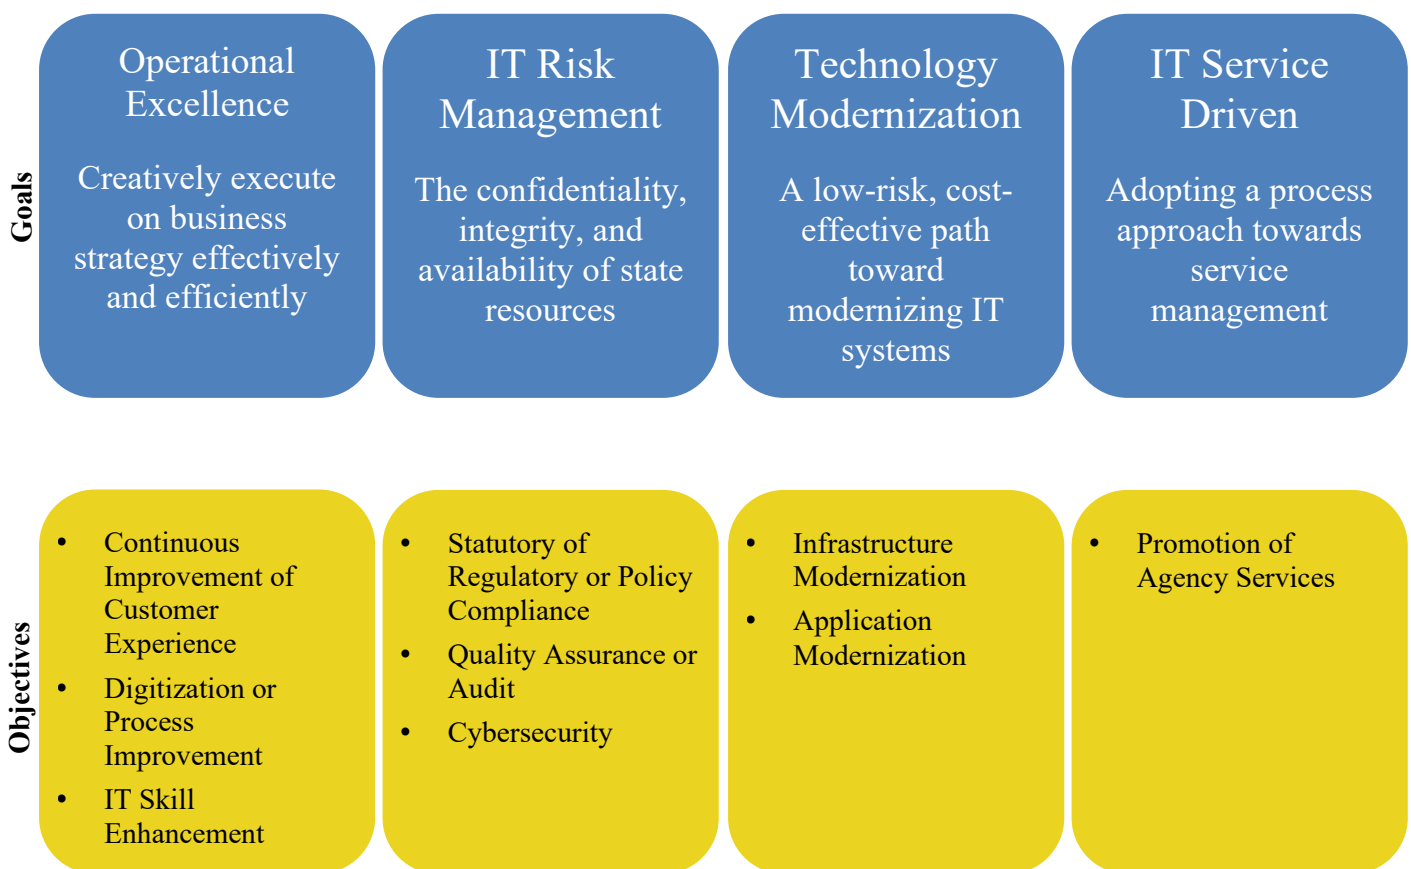 Goals
Operational
Excellence
Creatively execute
on business
strategy effectively
and efficiently
IT Risk
Management
The confidentiality,
integrity, and
availability of state
resources
Technology
Modernization
A low-risk, cost-
effective path
toward
modernizing IT
systems
IT Service
Driven
Adopting a process
approach towards
service
management
Objectives
• Continuous
Improvement of
Customer
Experience
• Digitization or
Process
Improvement
• IT Skill
Enhancement
• Statutory of
Regulatory or Policy
Compliance
• Quality Assurance or
Audit
• Cybersecurity
• Infrastructure
Modernization
• Application
Modernization
• Promotion of
Agency Services